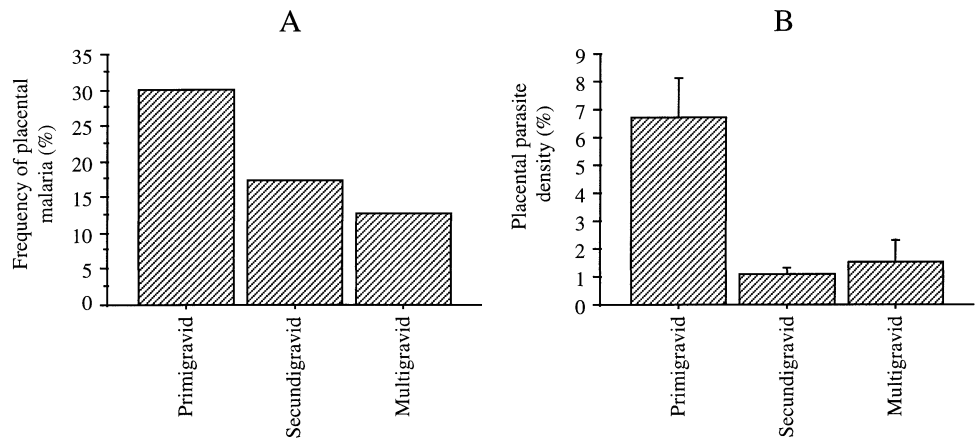 A
Frequency of placental
malaria (%)
35
30
25
20
15
10
5
0
Primigravid
Secundigravid
Multigravid
B
Placental parasite
density (%)
9
8
7
6
5
4
3
2
1
0
Primigravid
Secundigravid
Multigravid